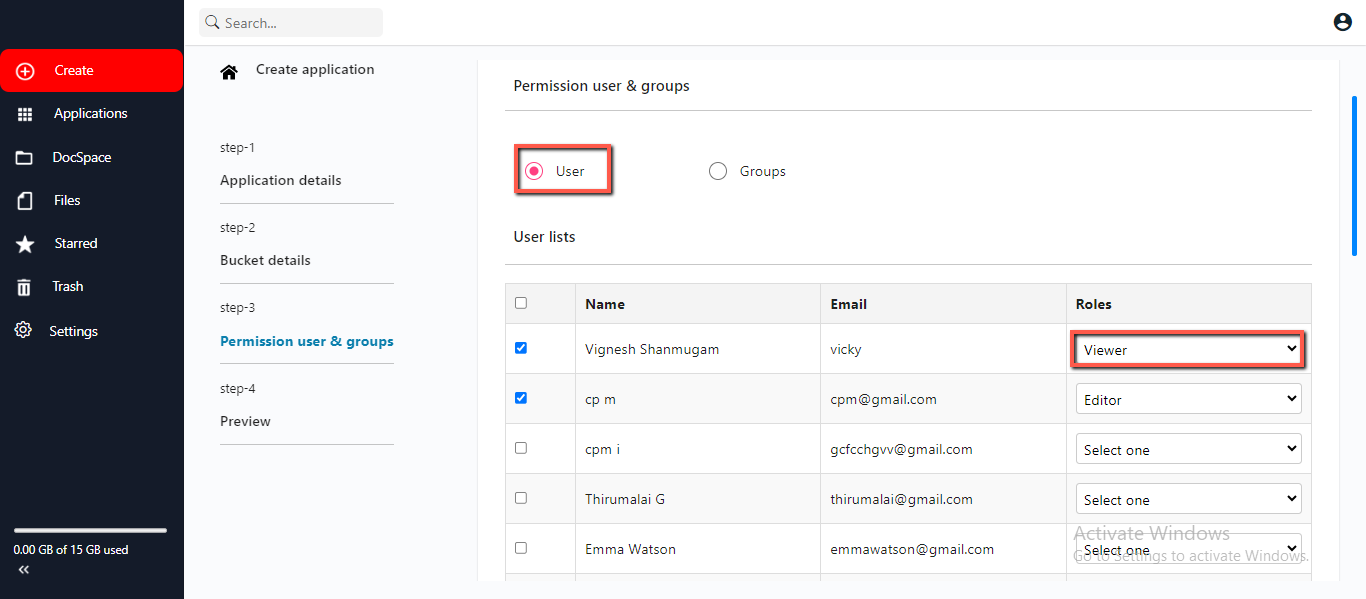 Search...
Create
Applications
DocSpace
Files
Starred
Trash
Settings
0.00 GB of 15 GB used
Create application
step-1
Application details
step-2
Bucket details
step-3
Permission user & groups
step-4
Preview
Permission user & groups
User Groups
User lists
Name Email Roles
Vignesh Shanmugam vicky Viewer
cp m cpm@gmail.com Editor
cpm i gcfcchgvv@gmail.com Select one
Thirumalai G thirumalai@gmail.com Select one
Emma Watson emmawatson@gmail.com Select one
Activate Windows
Go to Settings to activate Windows.